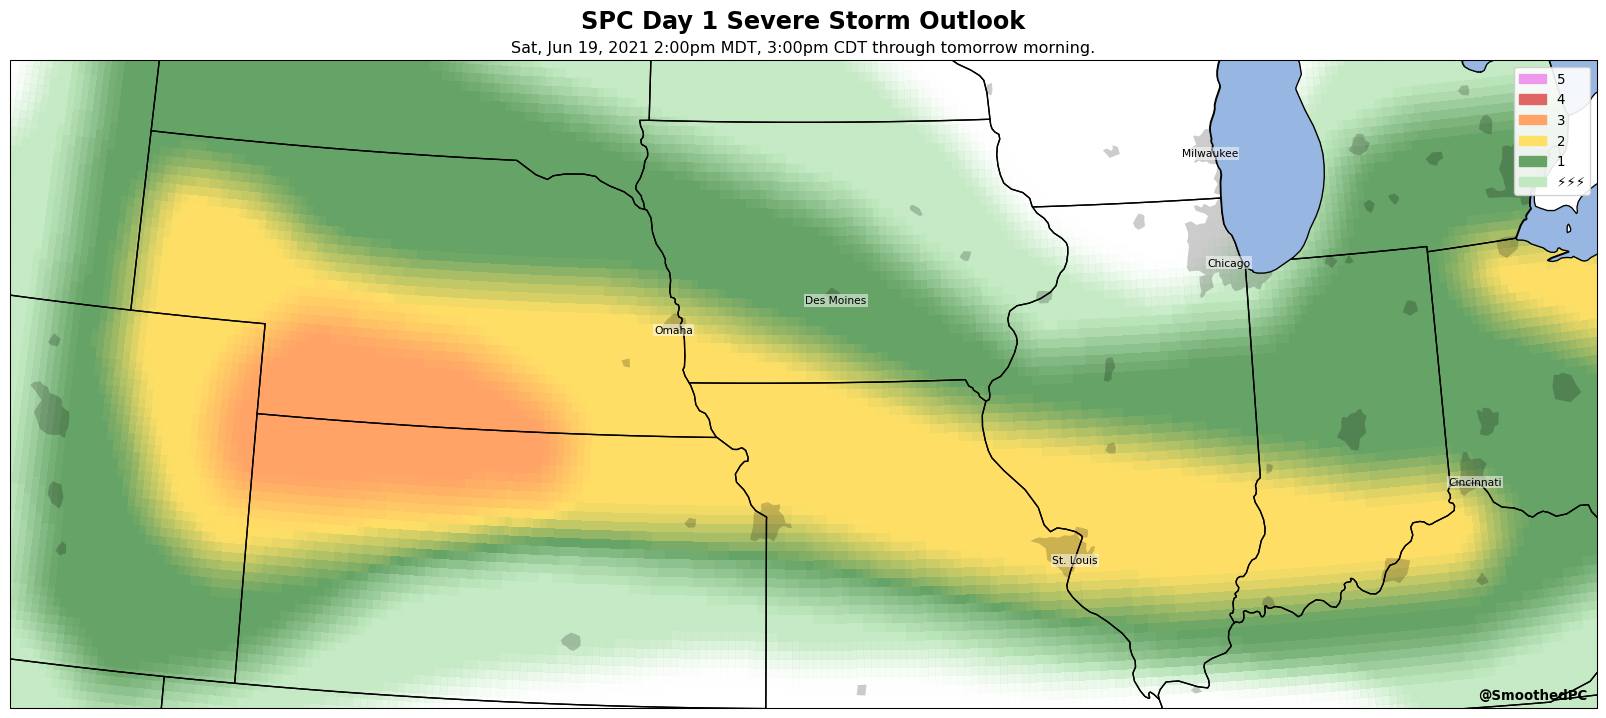 SPC Day 1 Severe Storm Outlook
Sat, Jun 19, 2021 2:00pm MDT, 3:00pm CDT through tomorrow morning.
5
4
3
2
1
⚡⚡⚡
Milwaukee
Chicago
Des Moines
Omaha
Cincinnati
St. Louis
@SmoothedPC